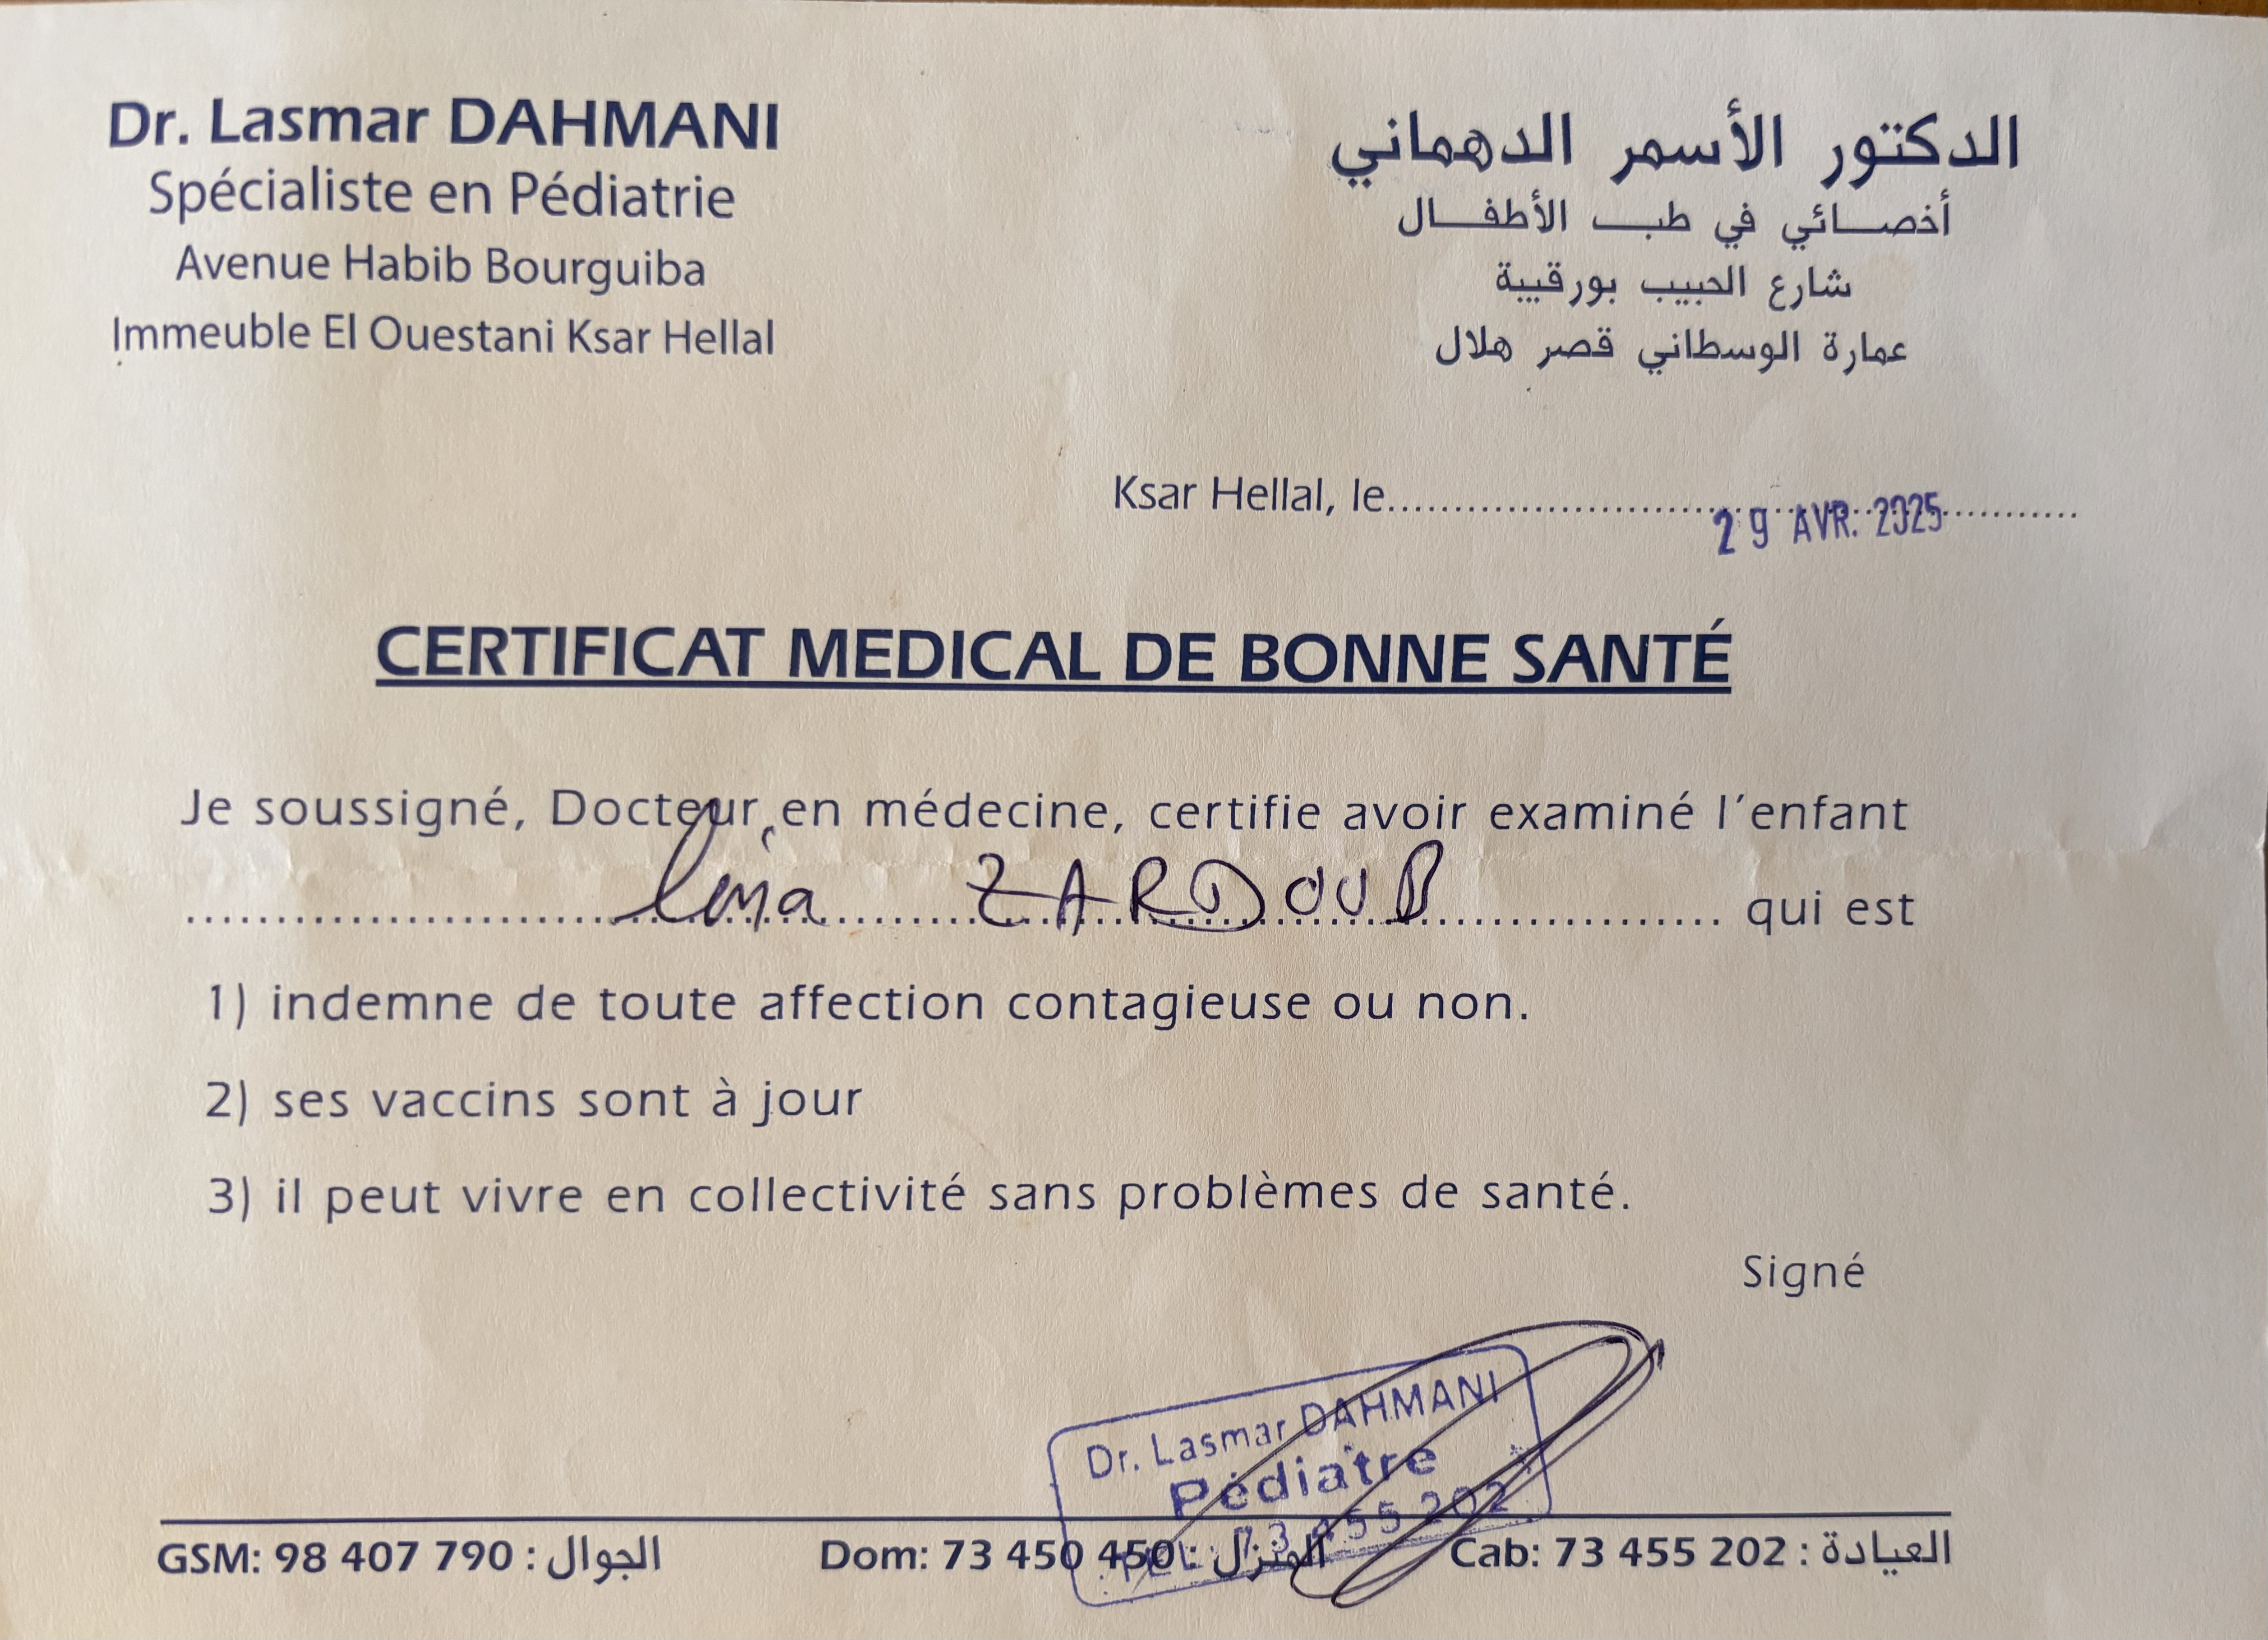 Dr. Lasmar DAHMANI
Spécialiste en Pédiatrie
Avenue Habib Bourguiba
Immeuble El Ouestani Ksar Hellal
الدكتور الأسمر الدهماني
أخصائي في طب الأطفال
شارع الحبيب بورقيبة
عمارة الوسطاني قصر هلال
Ksar Hellal, le 29 AVR. 2025
CERTIFICAT MEDICAL DE BONNE SANTÉ
Je soussigné, Docteur en médecine, certifie avoir examiné l'enfant
ZARDOUB qui est
1) indemne de toute affection contagieuse ou non.
2) ses vaccins sont à jour
3) il peut vivre en collectivité sans problèmes de santé.
Signé
Dr. Lasmar DAHMANI
Pédiatre
73 455 202
GSM: 98 407 790 : الجوال
Dom: 73 450 450 : المنزل
Cab: 73 455 202 : العيادة